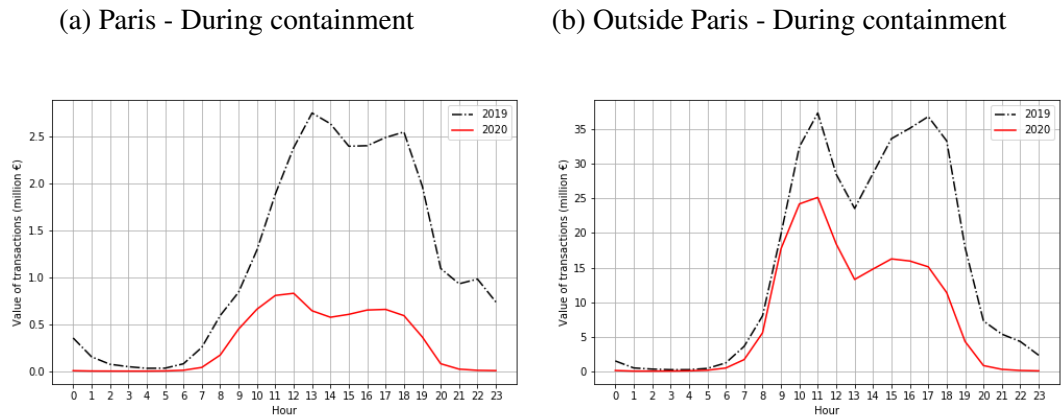 (a) Paris - During containment
(b) Outside Paris - During containment
2019
2020
Value of transactions (million €)
2.5
2.0
1.5
1.0
0.5
0.0
0 1 2 3 4 5 6 7 8 9 10 11 12 13 14 15 16 17 18 19 20 21 22 23
Hour
2019
2020
Value of transactions (million €)
35
30
25
20
15
10
5
0
0 1 2 3 4 5 6 7 8 9 10 11 12 13 14 15 16 17 18 19 20 21 22 23
Hour